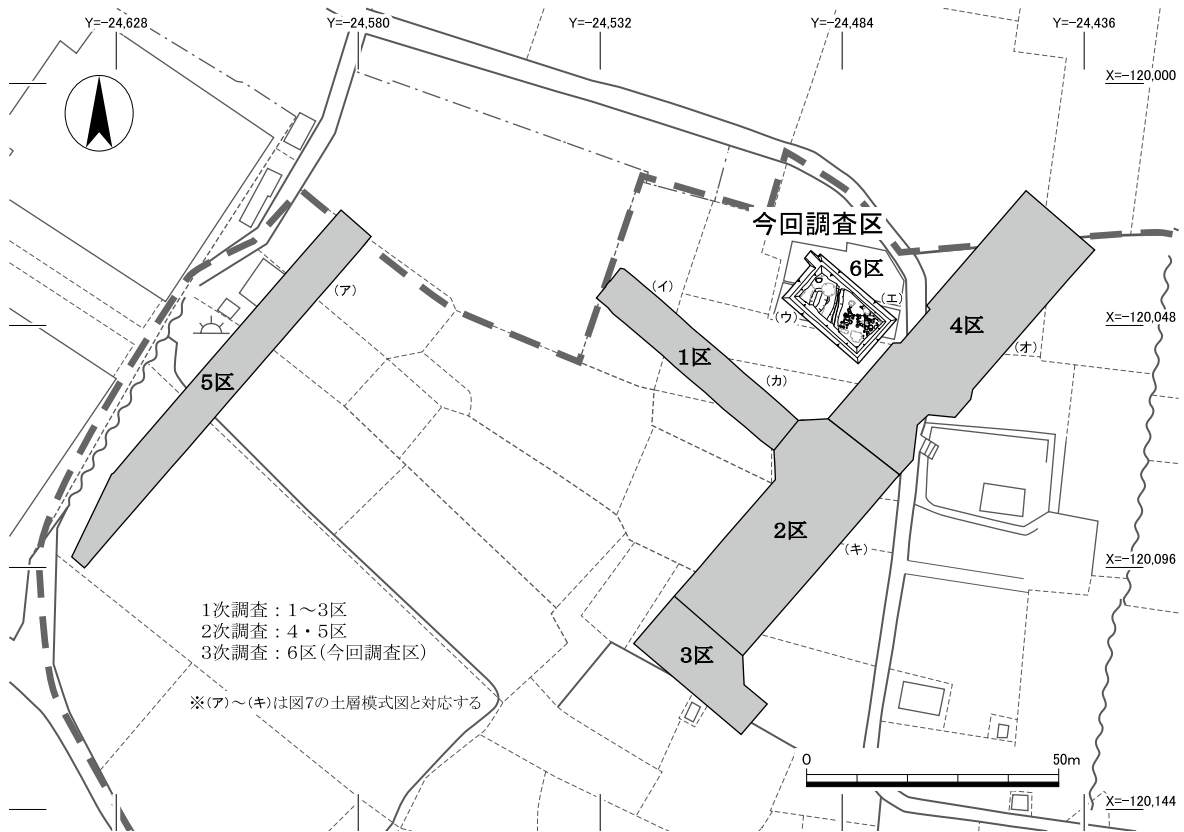 Y=-24,628
Y=-24,580
Y=-24,532
Y=-24,484
Y=-24,436
X=-120,000
今回調査区
6区
(ア)
(イ)
(エ)
(ウ)
4区
X=-120,048
(オ)
1区
(カ)
5区
2区
(キ)
X=-120,096
1次調査：1～3区
2次調査：4・5区
3次調査：6区(今回調査区)
3区
※(ア)～(キ)は図7の土層模式図と対応する
0
50m
X=-120,144